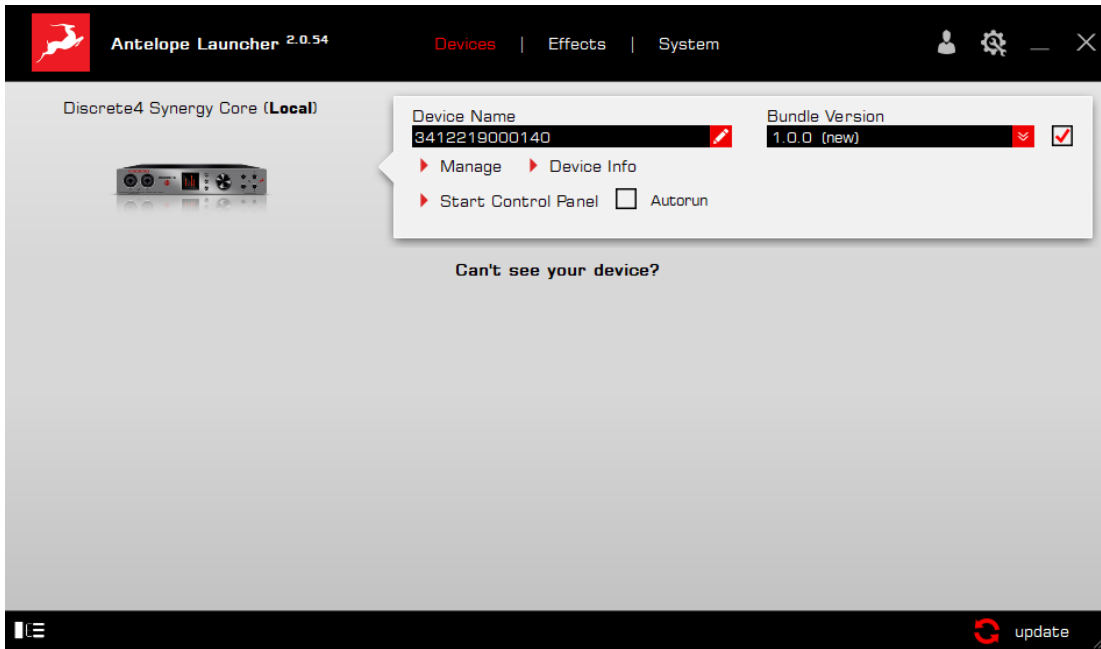 Antelope Launcher 2.0.54
Devices | Effects | System
Discrete4 Synergy Core (Local)
Device Name
3412219000140
Bundle Version
1.0.0 (new)
Manage
Device Info
Start Control Panel
Autorun
Can't see your device?
update